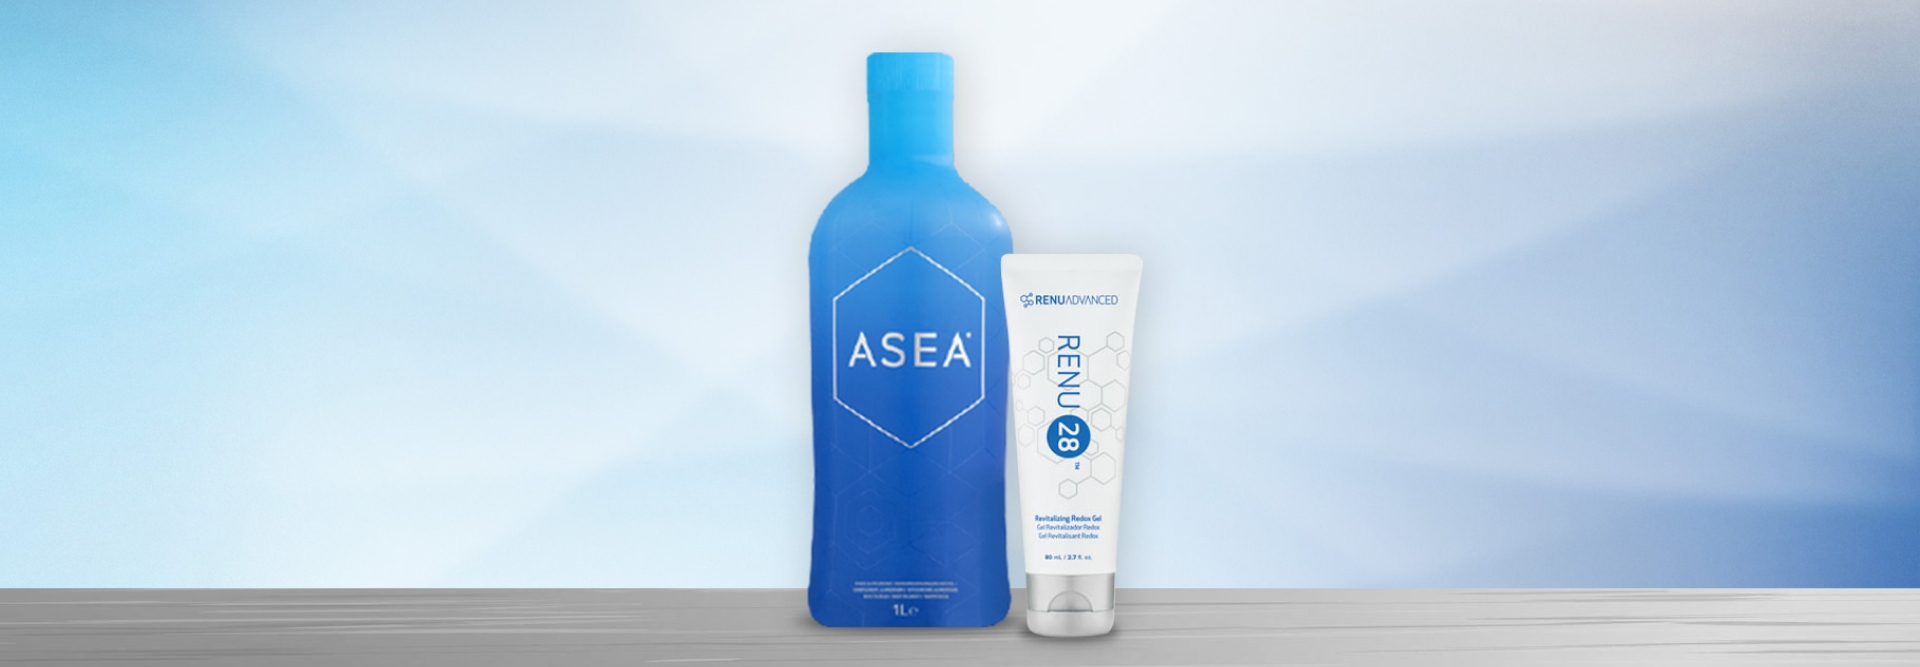 ASEA
1L℮
RENUADVANCED
RENU 28™
Revitalizing Redox Gel
Gel Revitalizador Redox
Gel Revitalisant Redox
80 mL / 2.7 fl. oz.